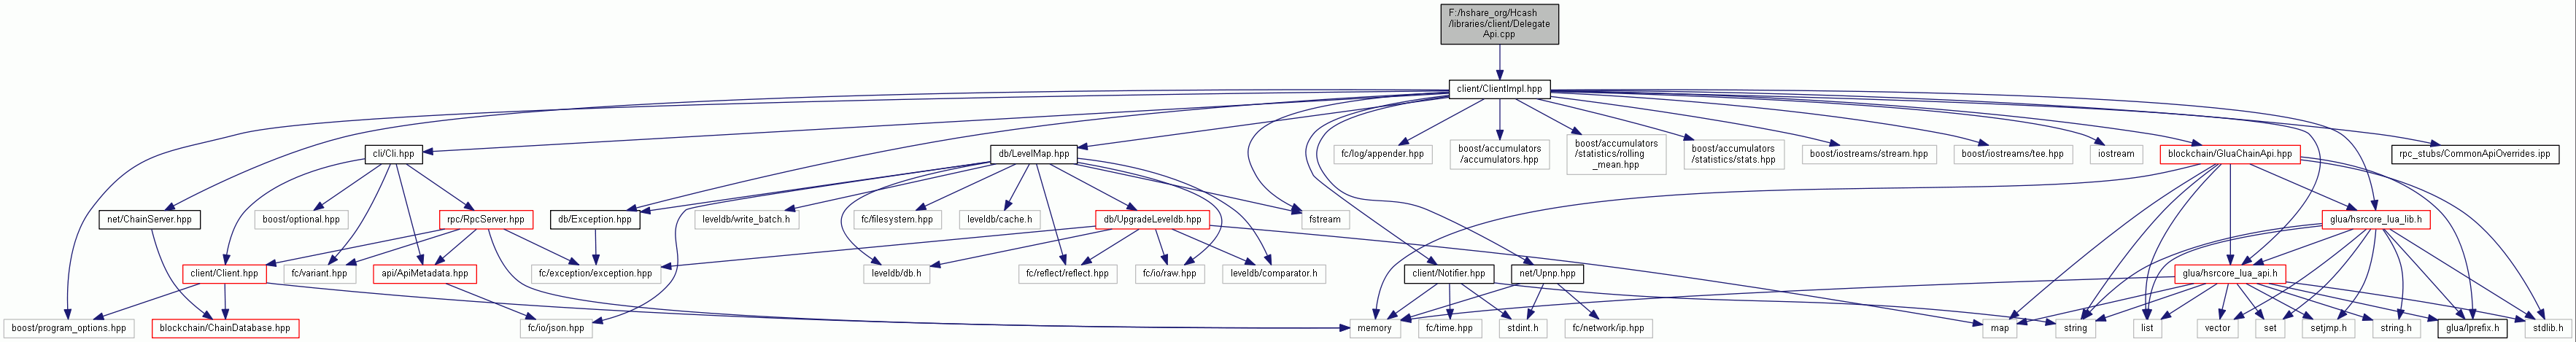 F:/hshare_org/Hcash
/libraries/client/Delegate
Api.cpp
client/ClientImpl.hpp
cli/Cli.hpp
db/LevelMap.hpp
fc/log/appender.hpp
boost/accumulators
/accumulators.hpp
boost/accumulators
/statistics/rolling
_mean.hpp
boost/accumulators
/statistics/stats.hpp
boost/iostreams/stream.hpp
boost/iostreams/tee.hpp
iostream
blockchain/GluaChainApi.hpp
rpc_stubs/CommonApiOverrides.ipp
net/ChainServer.hpp
boost/optional.hpp
rpc/RpcServer.hpp
db/Exception.hpp
leveldb/write_batch.h
fc/filesystem.hpp
leveldb/cache.h
db/UpgradeLeveldb.hpp
fstream
glua/hsrcore_lua_lib.h
client/Client.hpp
fc/variant.hpp
api/ApiMetadata.hpp
fc/exception/exception.hpp
leveldb/db.h
fc/reflect/reflect.hpp
fc/io/raw.hpp
leveldb/comparator.h
client/Notifier.hpp
net/Upnp.hpp
glua/hsrcore_lua_api.h
boost/program_options.hpp
blockchain/ChainDatabase.hpp
fc/io/json.hpp
memory
fc/time.hpp
stdint.h
fc/network/ip.hpp
map
string
list
vector
set
setjmp.h
string.h
glua/lprefix.h
stdlib.h